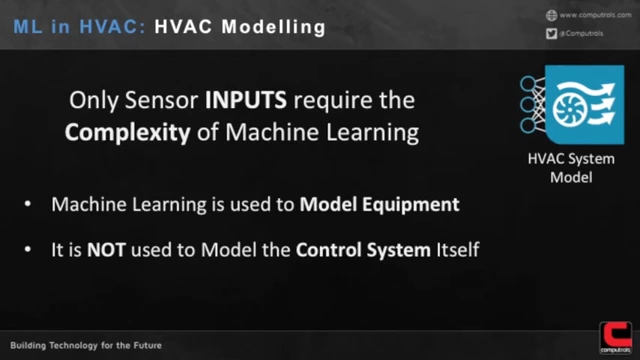 ML in HVAC: HVAC Modelling
www.computrols.com
@Computrols
Only Sensor INPUTS require the
Complexity of Machine Learning
HVAC System
Model
• Machine Learning is used to Model Equipment
• It is NOT used to Model the Control System Itself
Building Technology for the Future
computrols